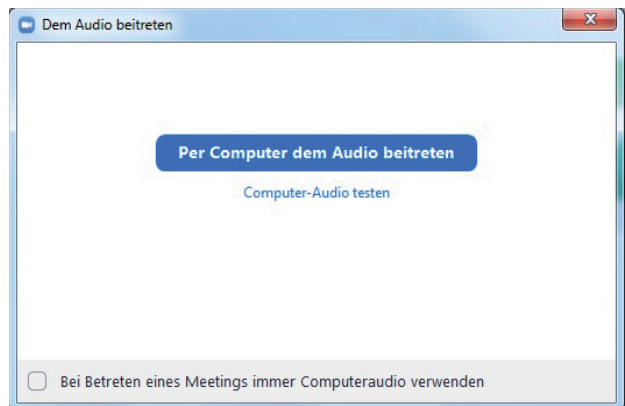 Dem Audio beitreten
Per Computer dem Audio beitreten
Computer-Audio testen
Bei Betreten eines Meetings immer Computeraudio verwenden